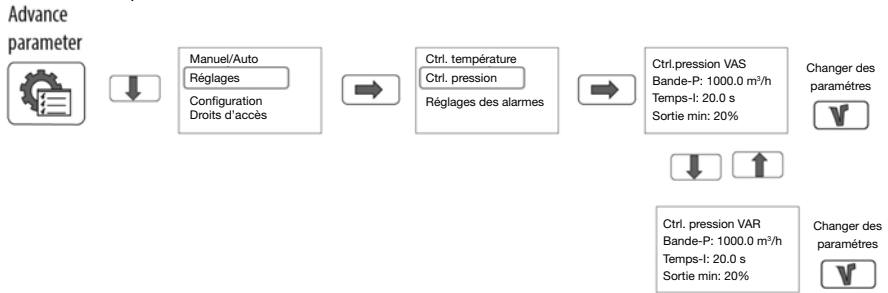 Advance
parameter
Manuel/Auto
Réglages
Configuration
Droits d'accès
Ctrl. température
Ctrl. pression
Réglages des alarmes
Ctrl.pression VAS
Bande-P: 1000.0 m³/h
Temps-I: 20.0 s
Sortie min: 20%
Changer des
paramétres
Ctrl. pression VAR
Bande-P: 1000.0 m³/h
Temps-I: 20.0 s
Sortie min: 20%
Changer des
paramétres